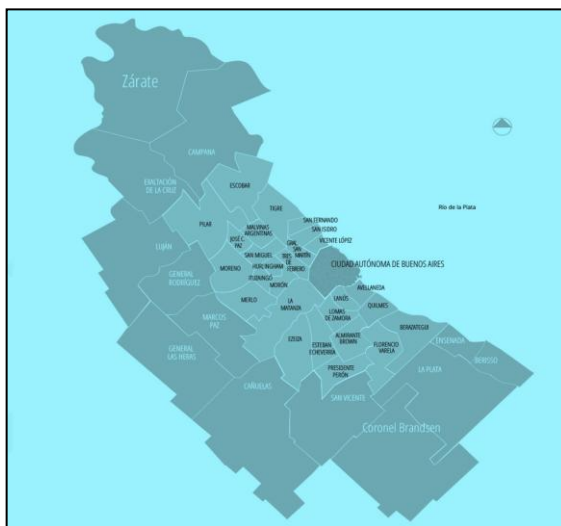 Zárate
CAMPANA
EXALTACIÓN
DE LA CRUZ
ESCOBAR
TIGRE
Río de la Plata
SAN FERNANDO
SAN ISIDRO
PILAR
MALVINAS
ARGENTINAS
VICENTE LÓPEZ
JOSÉ C.
PAZ
GRAL.
SAN
MARTÍN
LUJÁN
SAN MIGUEL
TRES
DE
FEBRERO
CIUDAD AUTÓNOMA DE BUENOS AIRES
MORENO
HURLINGHAM
GENERAL
RODRÍGUEZ
ITUZAINGÓ
MORÓN
AVELLANEDA
MERLO
LA
MATANZA
LANÚS
QUILMES
MARCOS
PAZ
LOMAS
DE ZAMORA
BERAZATEGUI
EZEIZA
ESTEBAN
ECHEVERRÍA
ALMIRANTE
BROWN
FLORENCIO
VARELA
ENSENADA
GENERAL
LAS HERAS
BERISSO
PRESIDENTE
PERÓN
LA PLATA
CAÑUELAS
SAN VICENTE
Coronel Brandsen